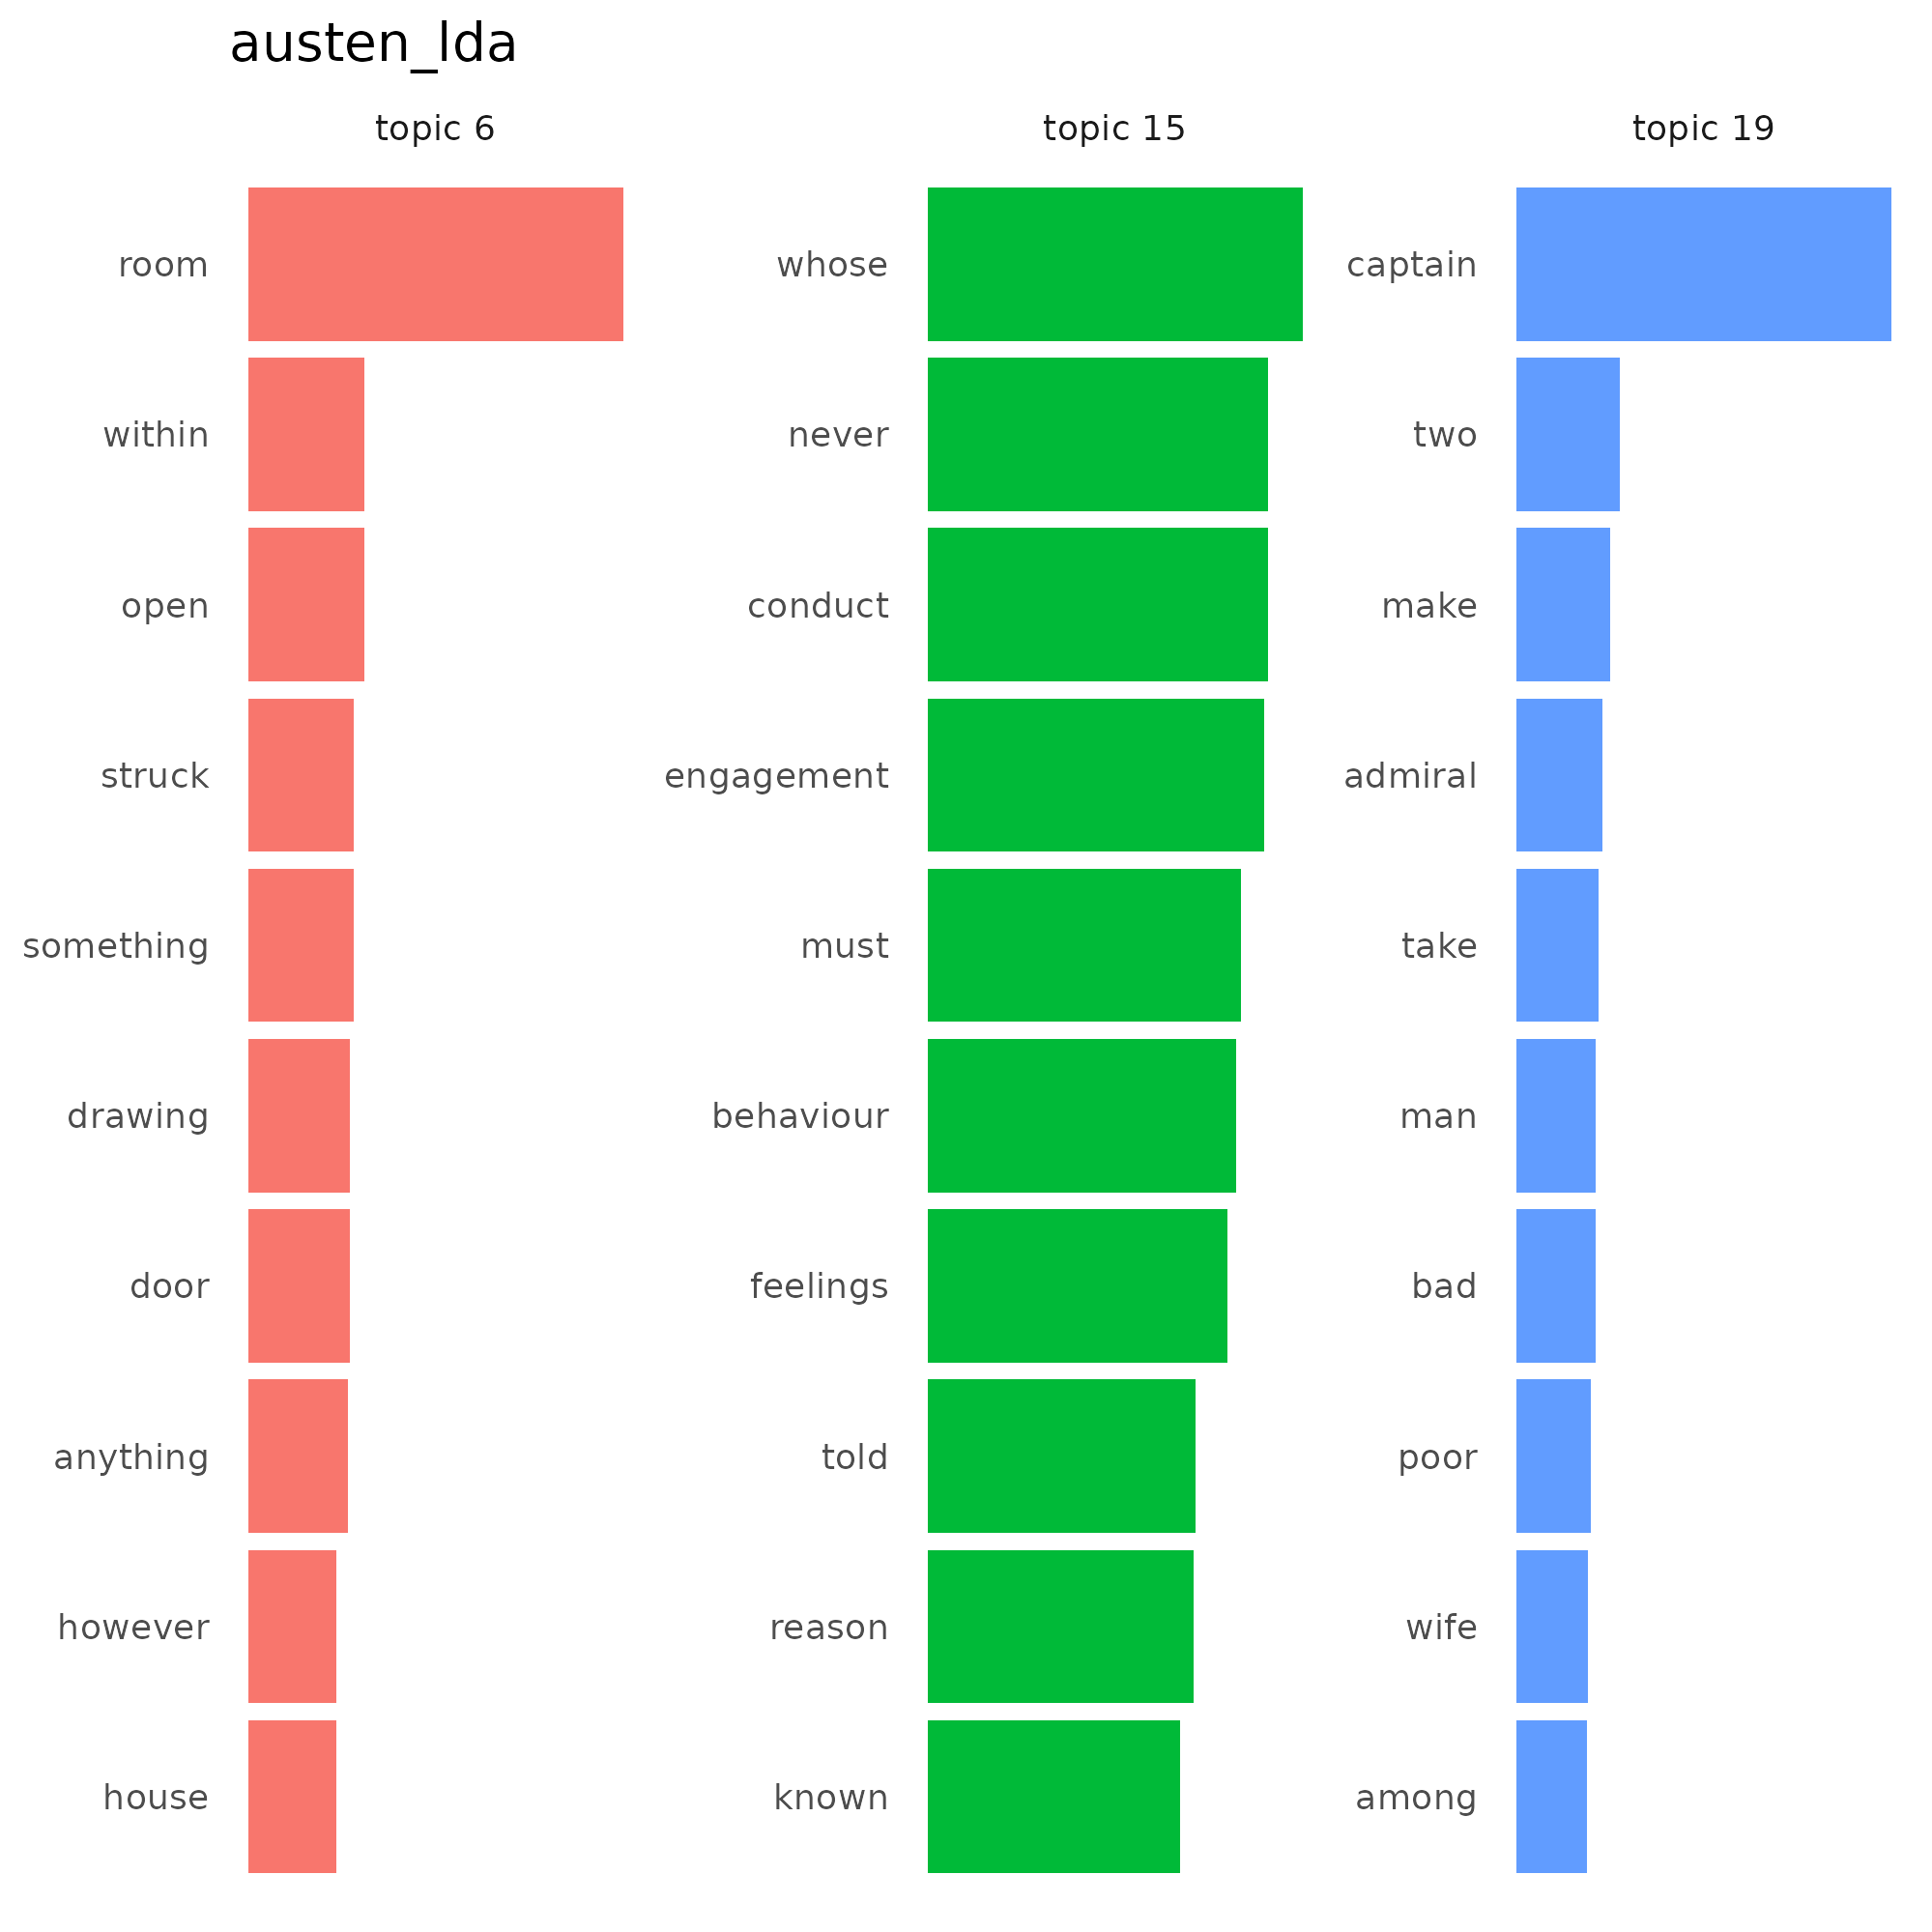 austen_lda
topic 6
room
within
open
struck
something
drawing
door
anything
however
house
topic 15
whose
never
conduct
engagement
must
behaviour
feelings
told
reason
known
topic 19
captain
two
make
admiral
take
man
bad
poor
wife
among